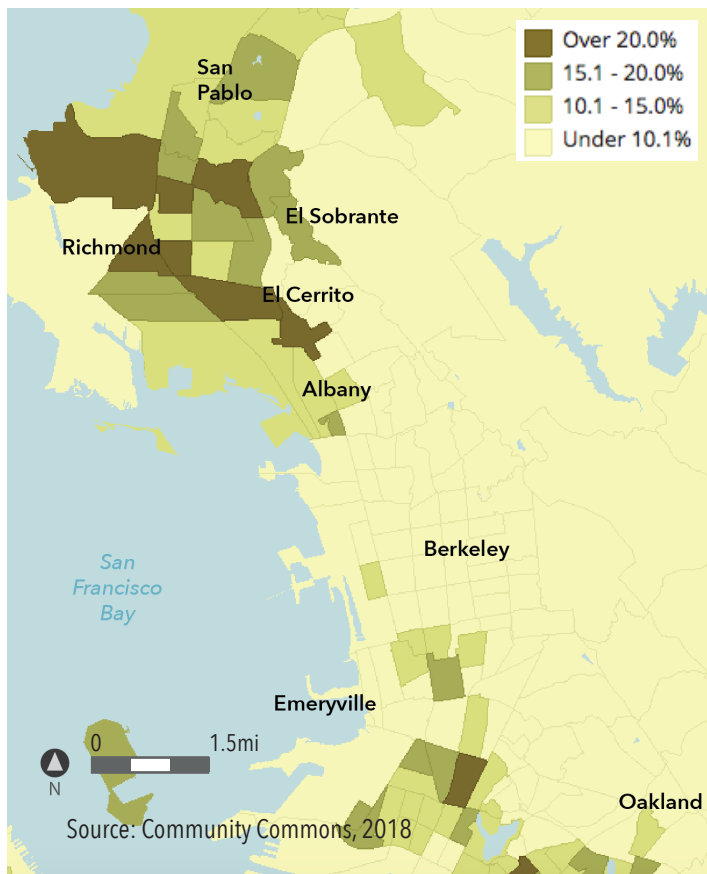 Over 20.0%
15.1 - 20.0%
10.1 - 15.0%
Under 10.1%
San
Pablo
El Sobrante
Richmond
El Cerrito
Albany
Berkeley
San
Francisco
Bay
Emeryville
0 1.5mi
N
Oakland
Source: Community Commons, 2018